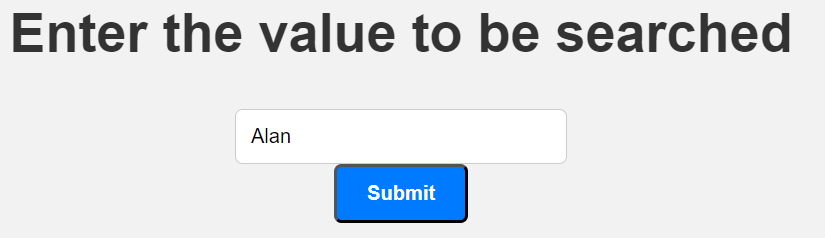 Enter the value to be searched
Alan
Submit